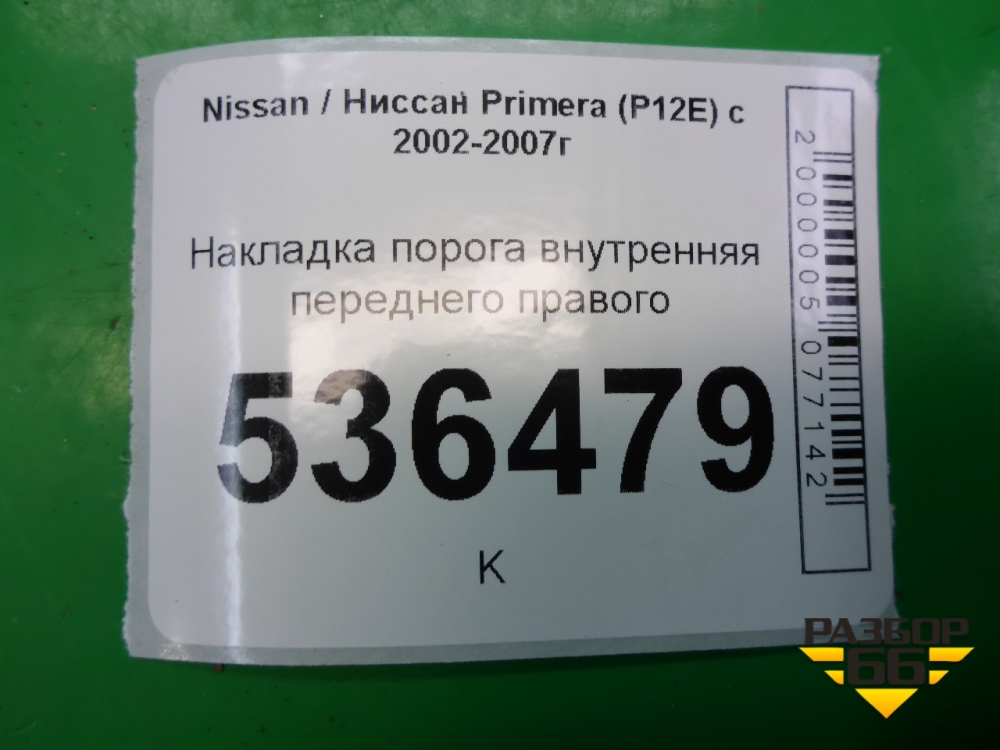 Nissan / Ниссан Primera (P12E) с
2002-2007г
Накладка порога внутренняя
переднего правого
536479
К
2000005077142
РАЗБОР
66